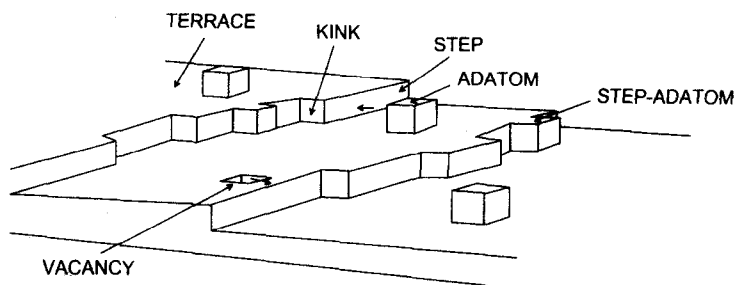 TERRACE
KINK
STEP
ADATOM
STEP-ADATOM
VACANCY